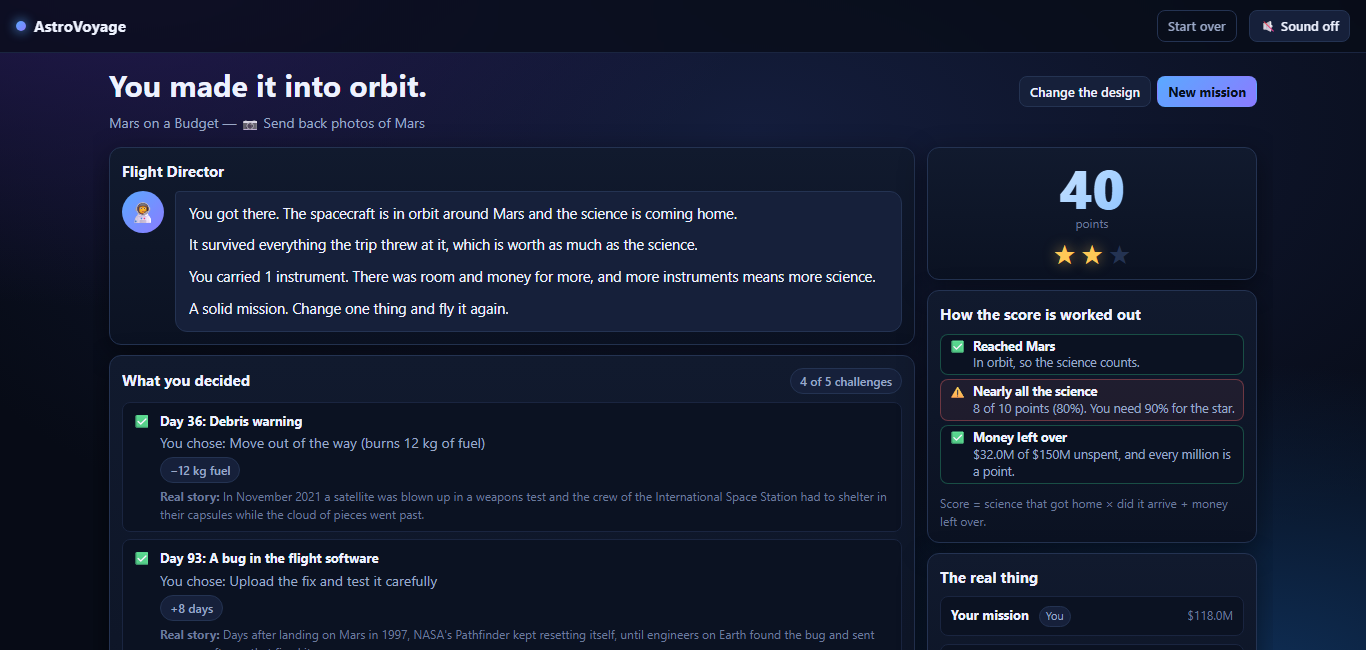 AstroVoyage
Start over
Sound off
You made it into orbit.
Mars on a Budget — Send back photos of Mars
Change the design
New mission
Flight Director
You got there. The spacecraft is in orbit around Mars and the science is coming home.
It survived everything the trip threw at it, which is worth as much as the science.
You carried 1 instrument. There was room and money for more, and more instruments means more science.
A solid mission. Change one thing and fly it again.
What you decided
4 of 5 challenges
Day 36: Debris warning
You chose: Move out of the way (burns 12 kg of fuel)
−12 kg fuel
Real story: In November 2021 a satellite was blown up in a weapons test and the crew of the International Space Station had to shelter in
their capsules while the cloud of pieces went past.
Day 93: A bug in the flight software
You chose: Upload the fix and test it carefully
+8 days
Real story: Days after landing on Mars in 1997, NASA's Pathfinder kept resetting itself, until engineers on Earth found the bug and sent
40
points
How the score is worked out
Reached Mars
In orbit, so the science counts.
Nearly all the science
8 of 10 points (80%). You need 90% for the star.
Money left over
$32.0M of $150M unspent, and every million is
a point.
Score = science that got home × did it arrive + money
left over.
The real thing
Your mission
You
$118.0M